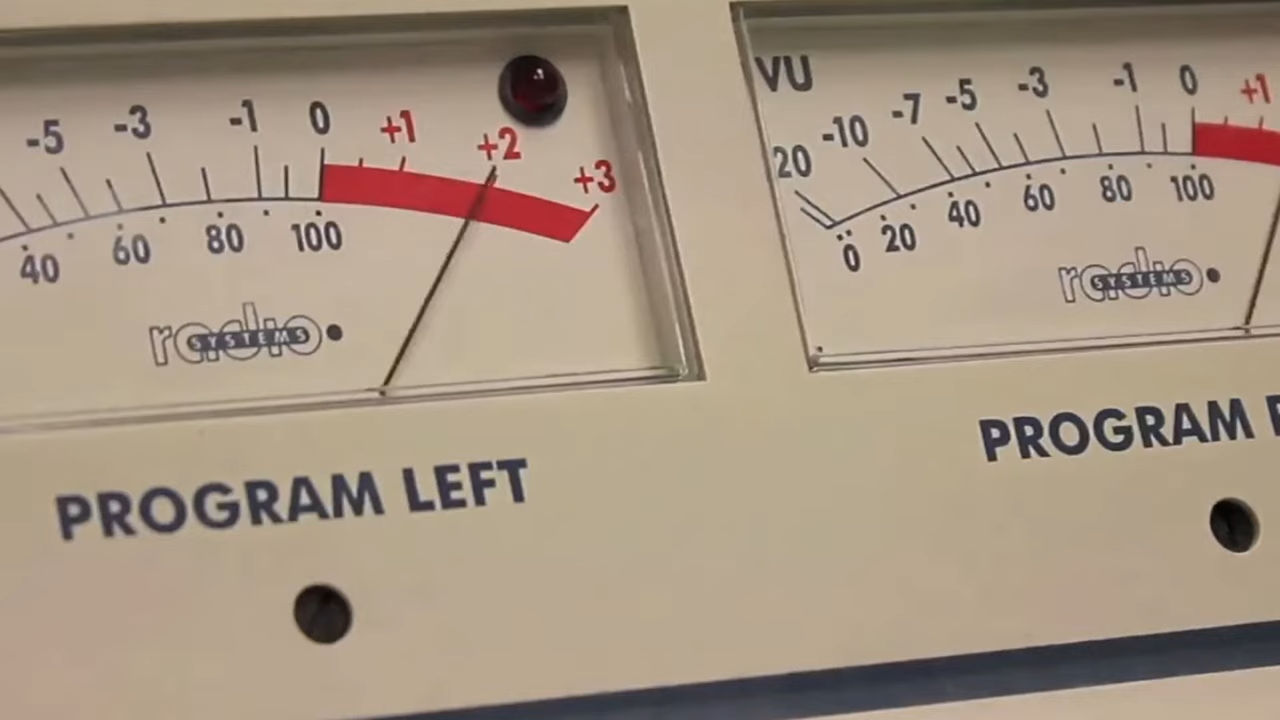 -5 -3 -1 0 +1 +2 +3
40 60 80 100
radio
SYSTEMS
PROGRAM LEFT
VU
20 -10 -7 -5 -3 -1 0 +1
0 20 40 60 80 100
radio
SYSTEMS
PROGRAM